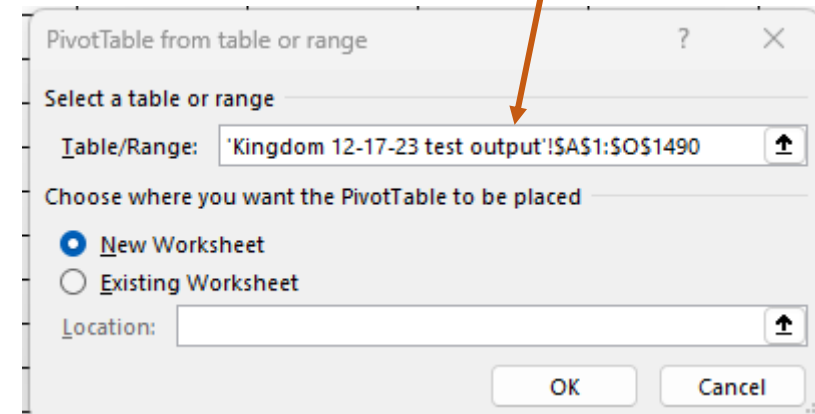 PivotTable from table or range ? ×
Select a table or range
Table/Range: 'Kingdom 12-17-23 test output'!$A$1:$O$1490
Choose where you want the PivotTable to be placed
New Worksheet
Existing Worksheet
Location:
OK Cancel